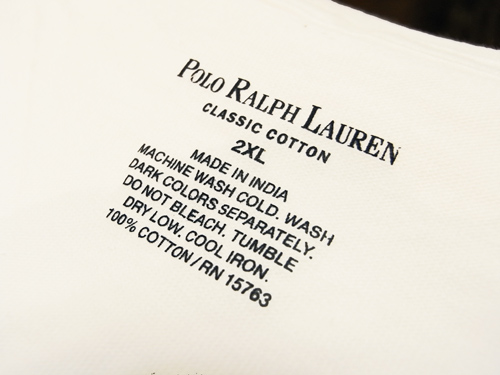 POLO RALPH LAUREN
CLASSIC COTTON
2XL
MADE IN INDIA
MACHINE WASH COLD. WASH
DARK COLORS SEPARATELY.
DO NOT BLEACH. TUMBLE
DRY LOW. COOL IRON.
100% COTTON / RN 15763